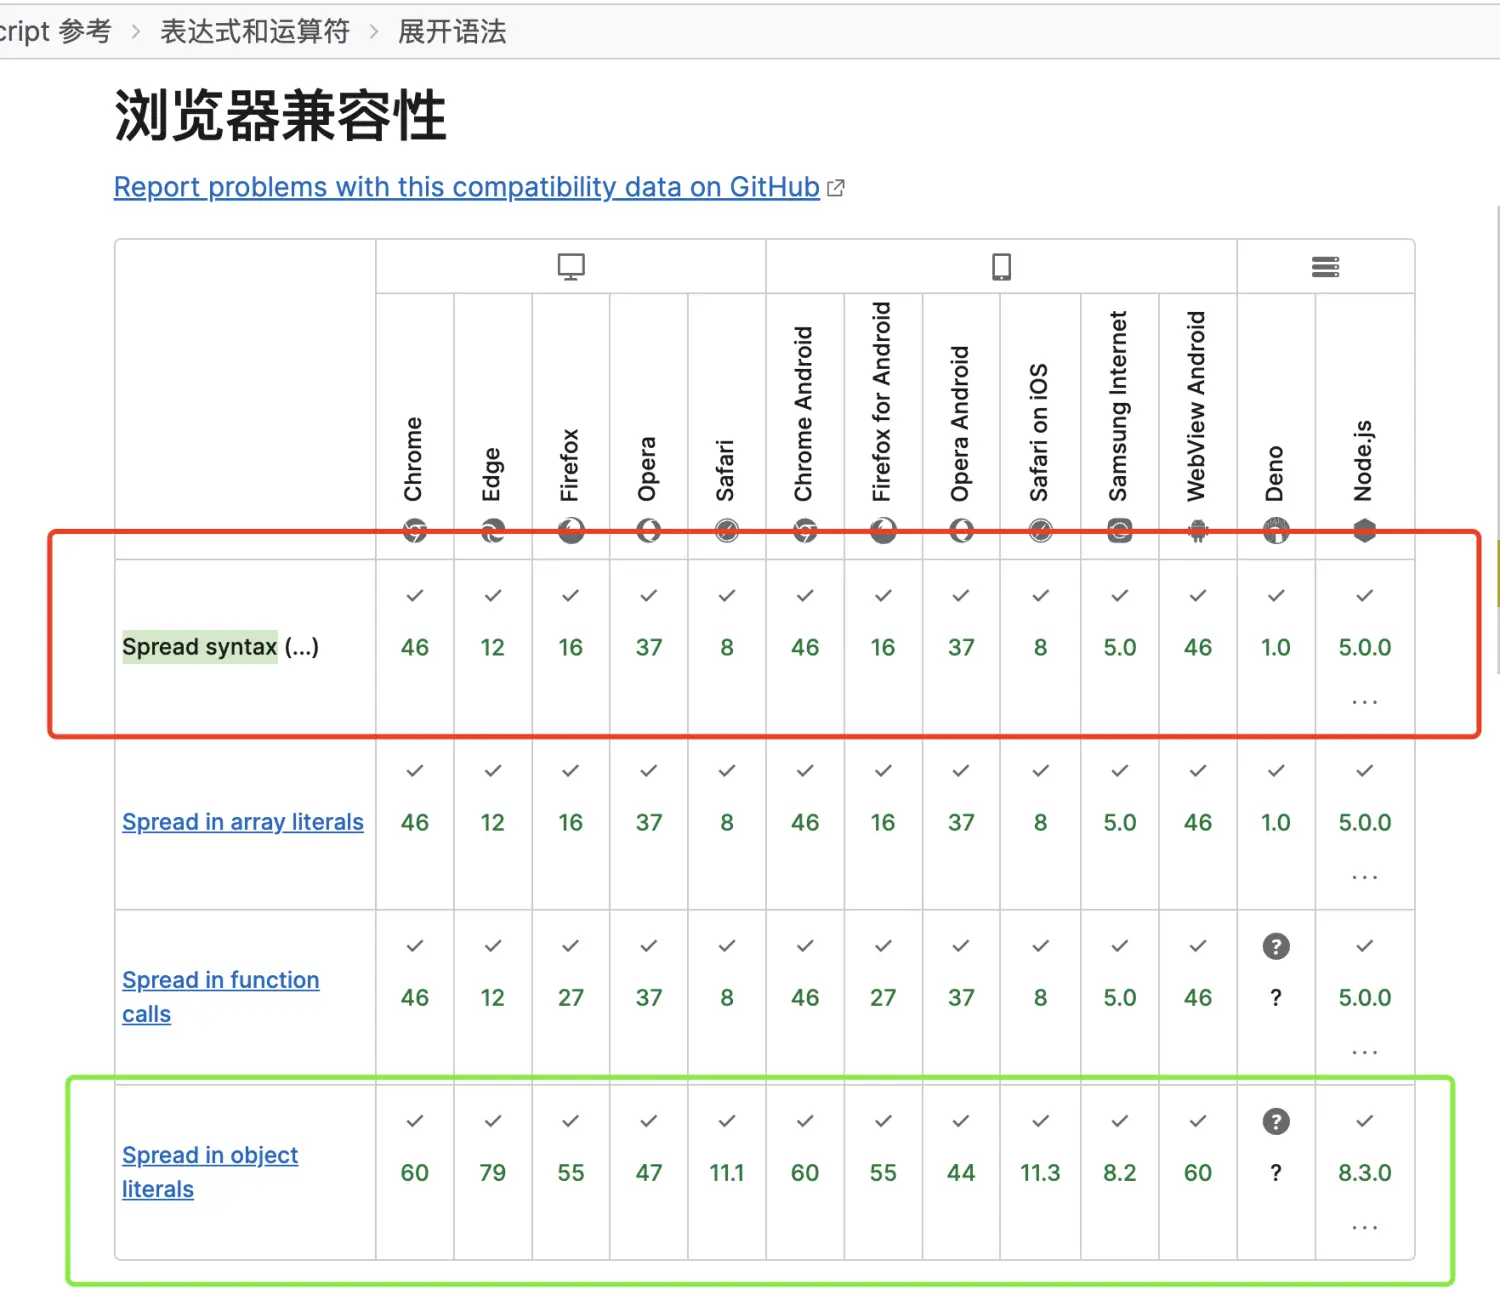 cript 参考 > 表达式和运算符 > 展开语法
浏览器兼容性
Report problems with this compatibility data on GitHub
Chrome Edge Firefox Opera Safari Chrome Android Firefox for Android Opera Android Safari on iOS Samsung Internet WebView Android Deno Node.js
✓ ✓ ✓ ✓ ✓ ✓ ✓ ✓ ✓ ✓ ✓ ✓ ✓
Spread syntax (...) 46 12 16 37 8 46 16 37 8 5.0 46 1.0 5.0.0
...
✓ ✓ ✓ ✓ ✓ ✓ ✓ ✓ ✓ ✓ ✓ ✓ ✓
Spread in array literals 46 12 16 37 8 46 16 37 8 5.0 46 1.0 5.0.0
...
✓ ✓ ✓ ✓ ✓ ✓ ✓ ✓ ✓ ✓ ✓ ? ✓
Spread in function
calls
46 12 27 37 8 46 27 37 8 5.0 46 ? 5.0.0
...
✓ ✓ ✓ ✓ ✓ ✓ ✓ ✓ ✓ ✓ ✓ ? ✓
Spread in object
literals
60 79 55 47 11.1 60 55 44 11.3 8.2 60 ? 8.3.0
...